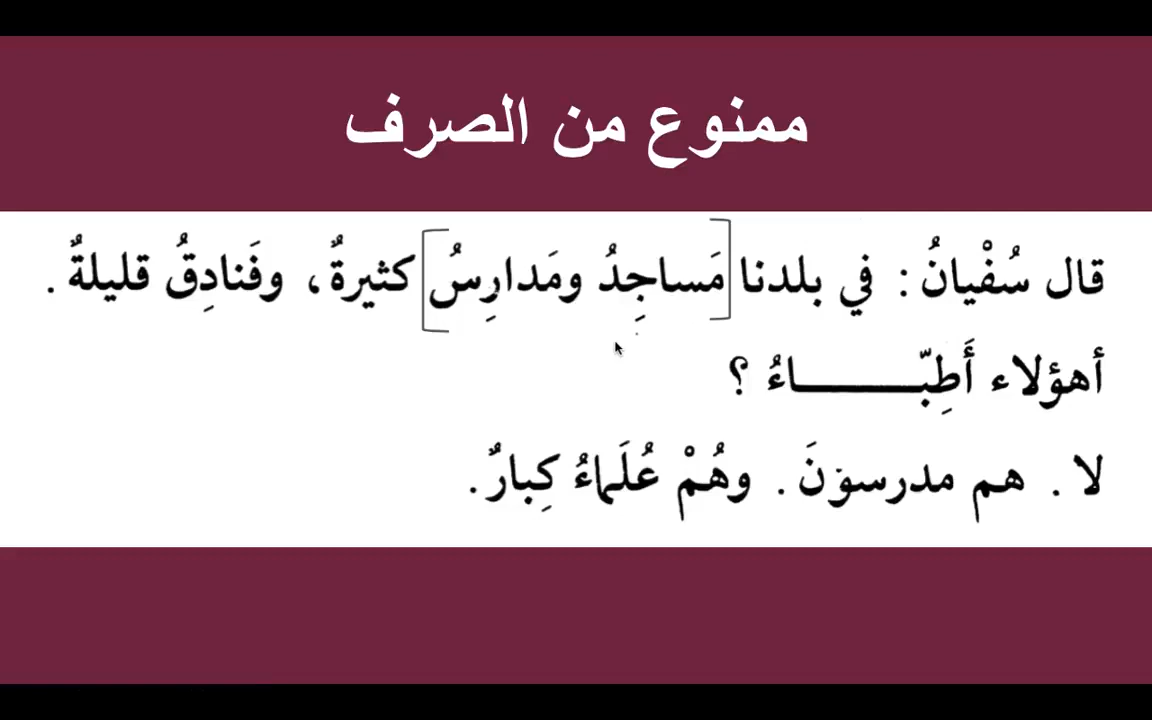 ممنوع من الصرف
قال سُفْيانُ : في بلدنا [مَساجِدُ ومَدارِسُ] كثيرةٌ ، وفَنادِقُ قليلةٌ .
أهؤلاء أَطِبّـــــــــاءُ ؟
لا . هم مدرسونَ . وهُمْ عُلَماءُ كِبارٌ .